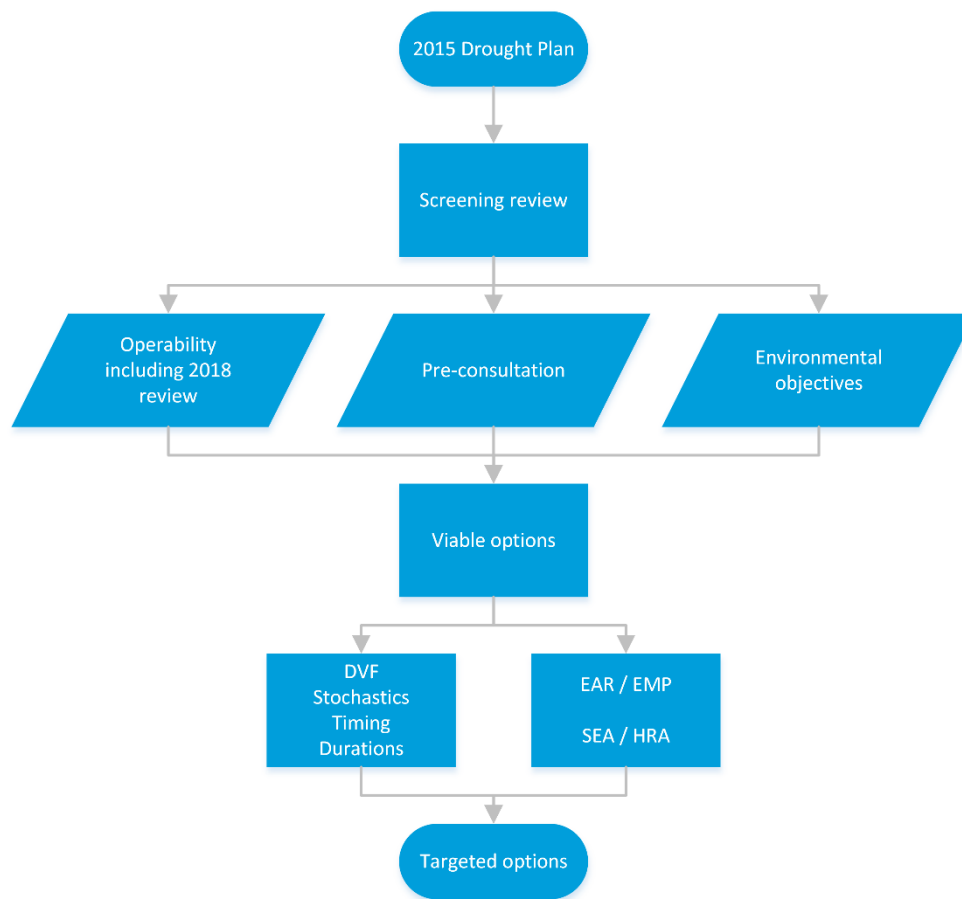 2015 Drought Plan
Screening review
Operability
including 2018
review
Pre-consultation
Environmental
objectives
Viable options
DVF
Stochastics
Timing
Durations
EAR / EMP
SEA / HRA
Targeted options